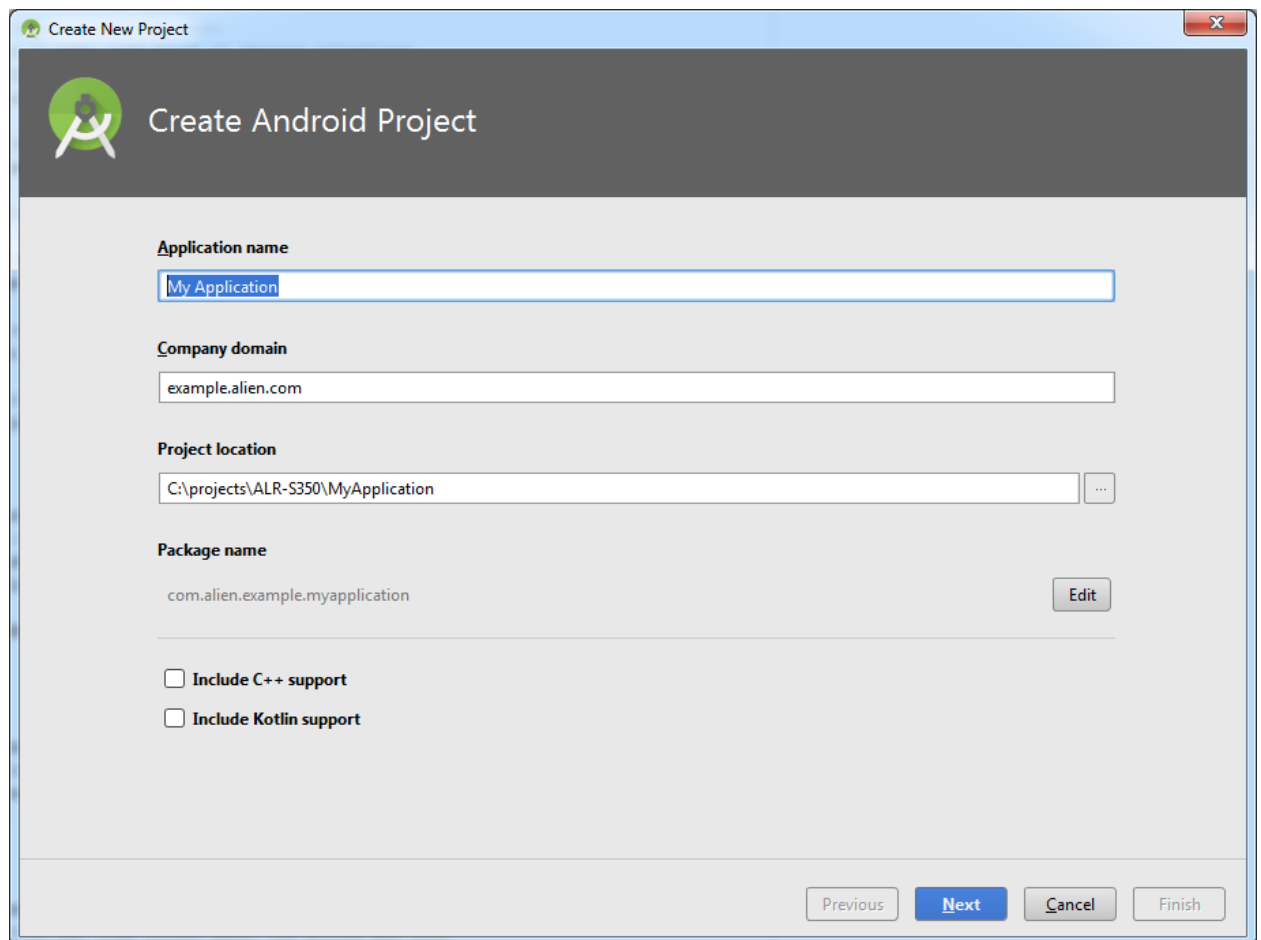 Create New Project
Create Android Project
Application name
My Application
Company domain
example.alien.com
Project location
C:\projects\ALR-S350\MyApplication
...
Package name
com.alien.example.myapplication
Edit
Include C++ support
Include Kotlin support
Previous
Next
Cancel
Finish